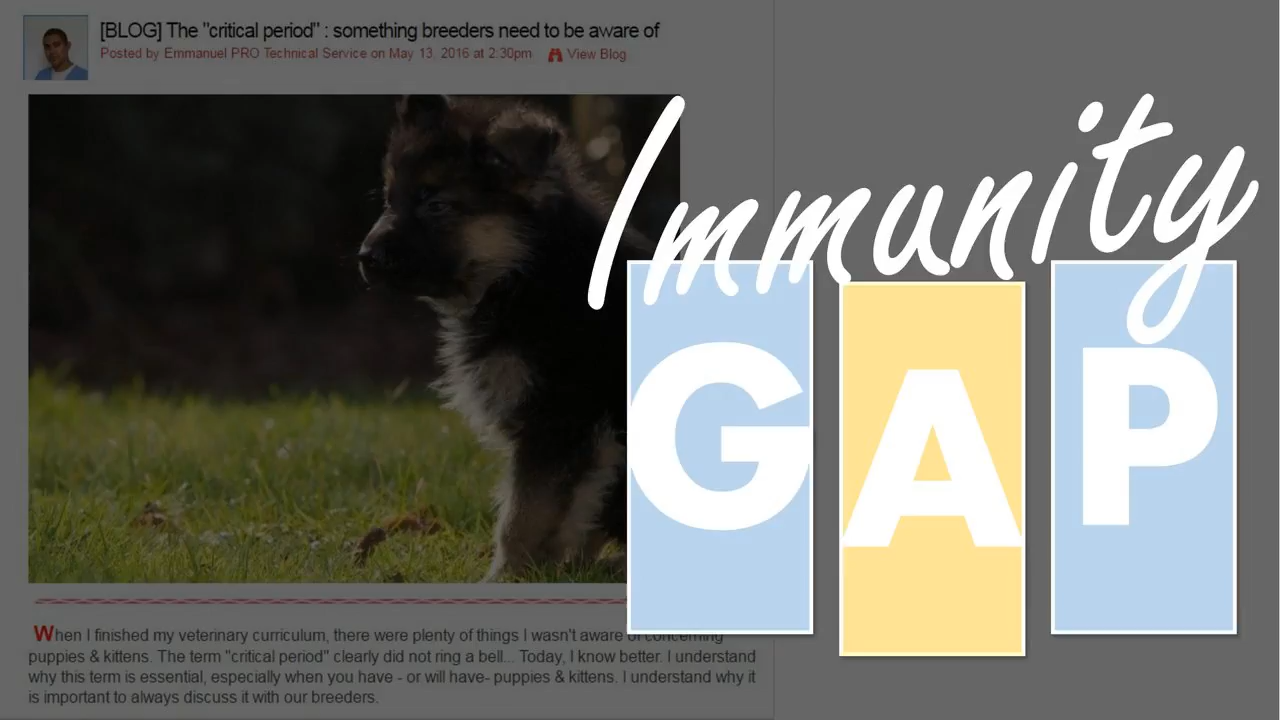 [BLOG] The "critical period" : something breeders need to be aware of
Posted by Emmanuel PRO Technical Service on May 13, 2016 at 2:30pm View Blog
Immunity
GAP
When I finished my veterinary curriculum, there were plenty of things I wasn't aware of concerning
puppies & kittens. The term "critical period" clearly did not ring a bell... Today, I know better. I understand
why this term is essential, especially when you have - or will have- puppies & kittens. I understand why it
is important to always discuss it with our breeders.